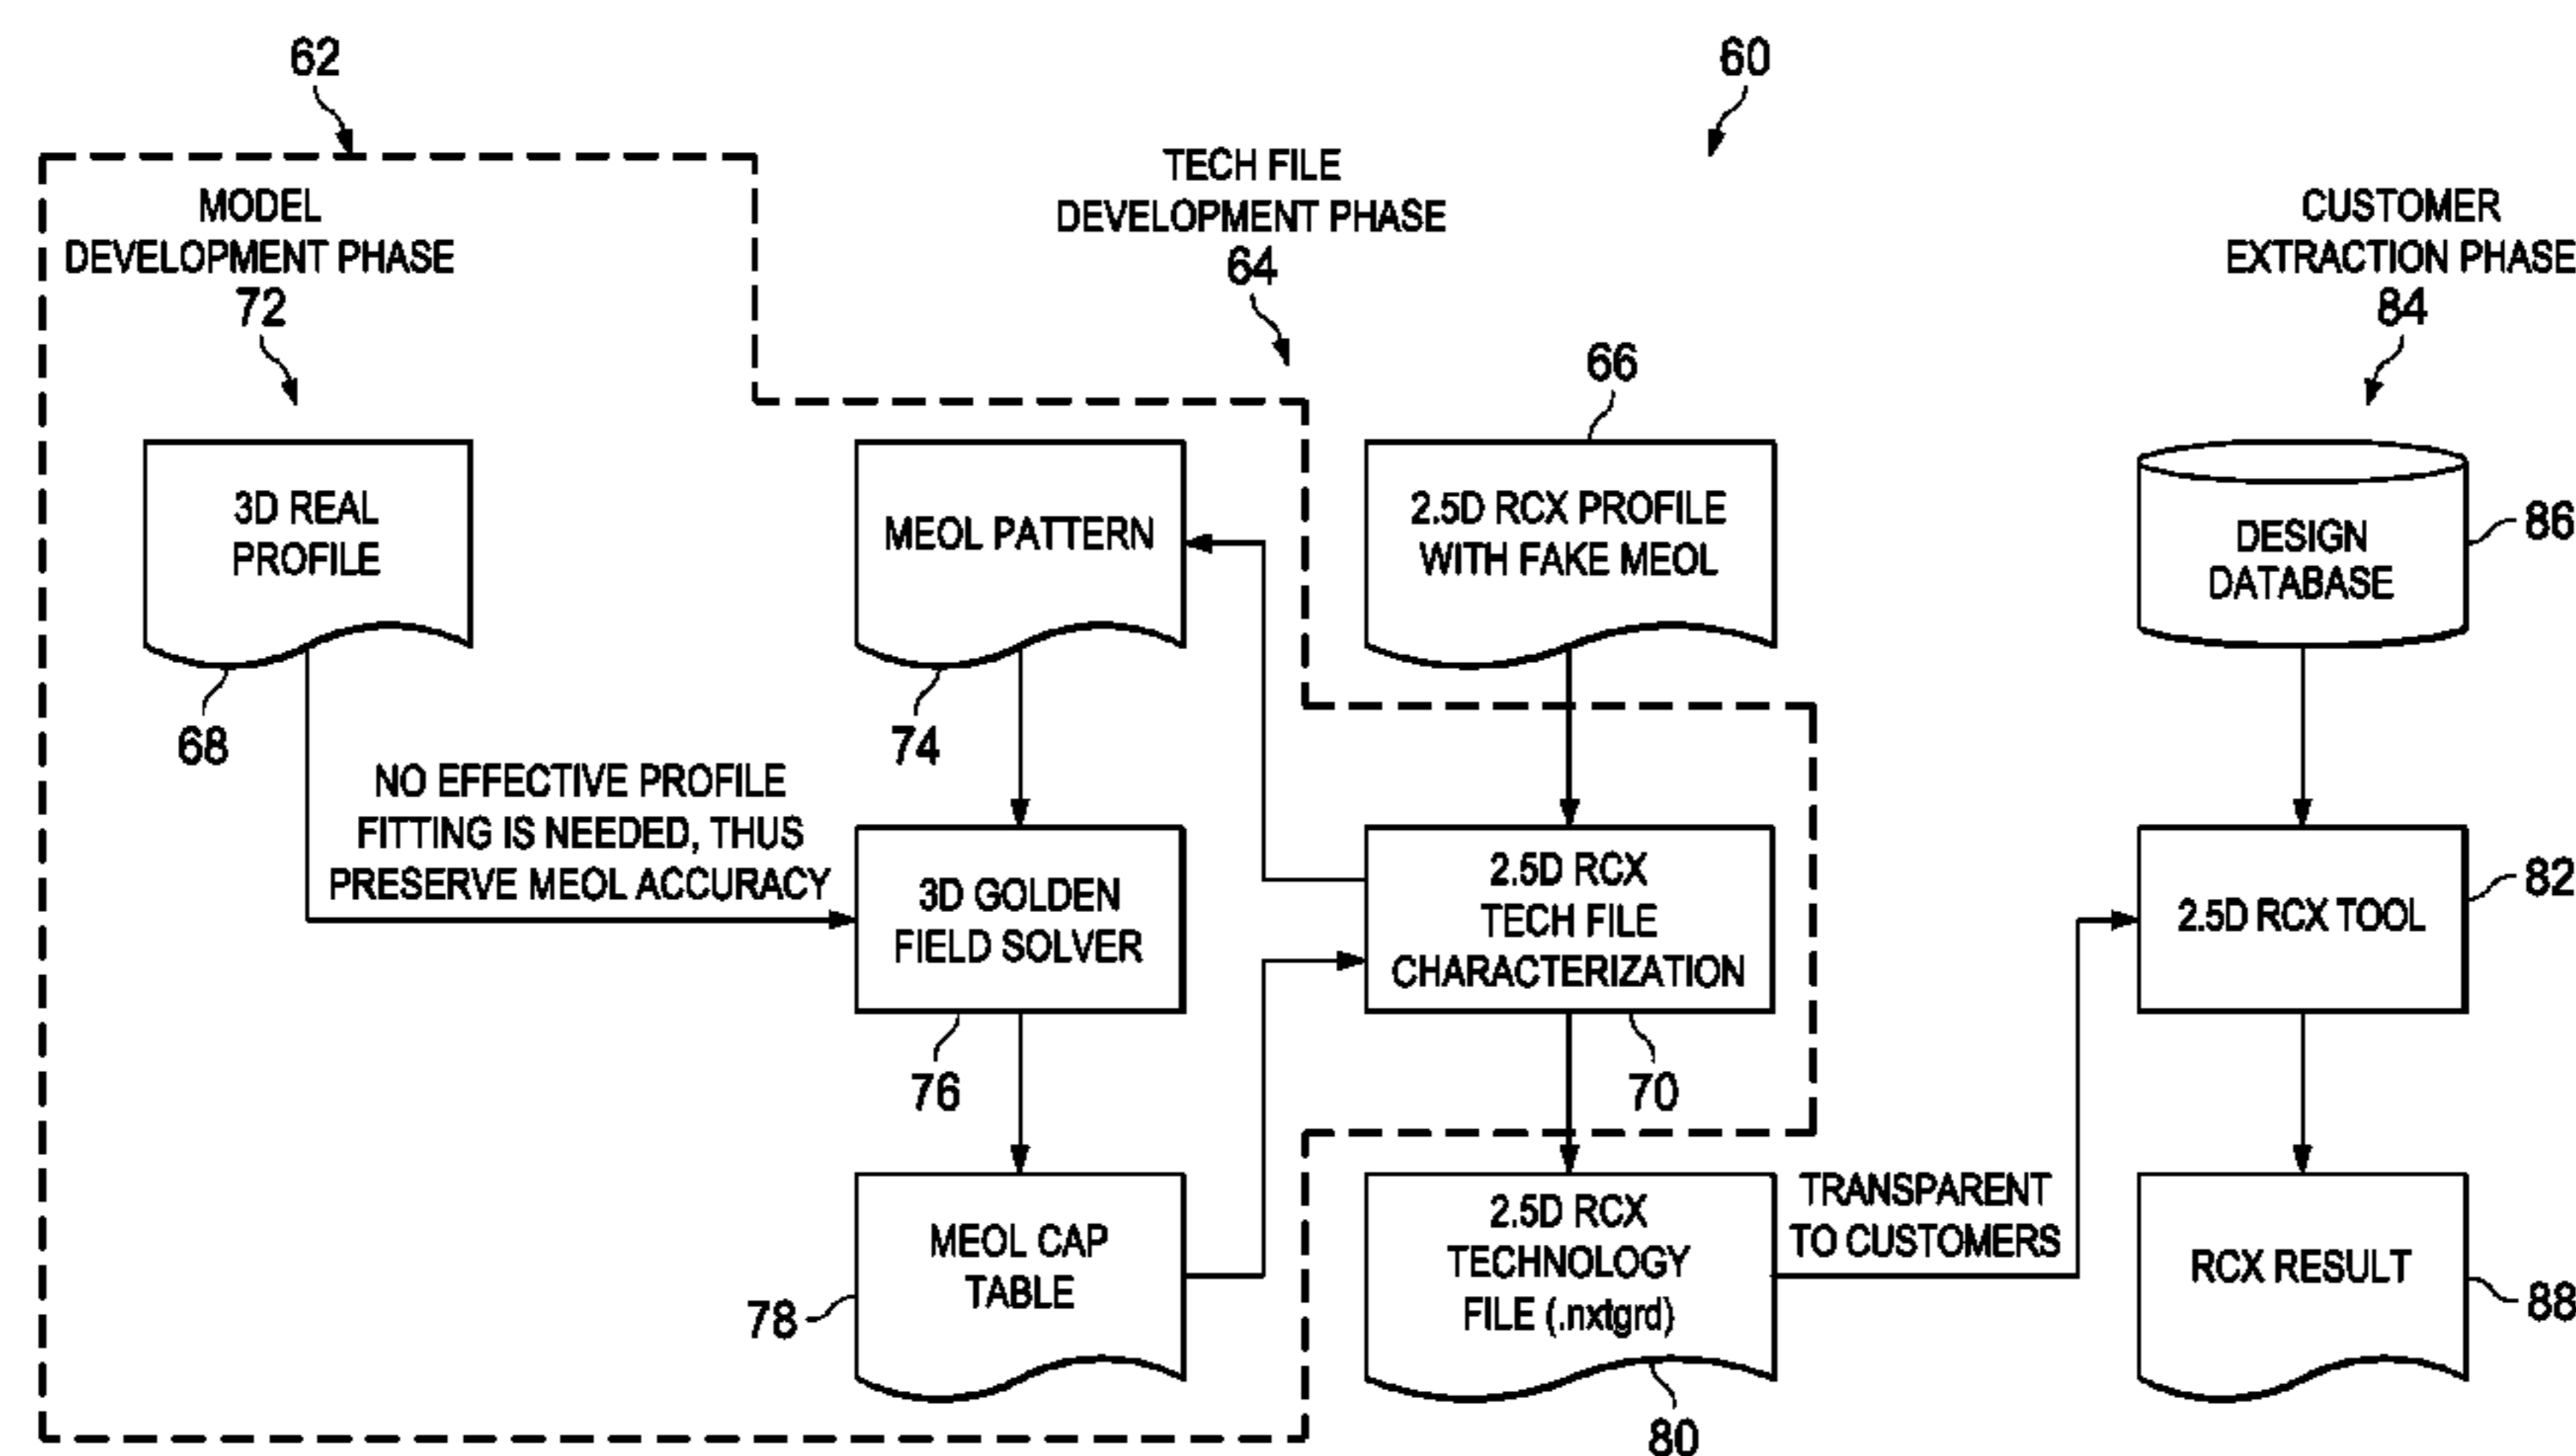 62
60
MODEL
DEVELOPMENT PHASE
72
TECH FILE
DEVELOPMENT PHASE
64
CUSTOMER
EXTRACTION PHASE
84
3D REAL
PROFILE
68
MEOL PATTERN
74
66
2.5D RCX PROFILE
WITH FAKE MEOL
DESIGN
DATABASE
86
NO EFFECTIVE PROFILE
FITTING IS NEEDED, THUS
PRESERVE MEOL ACCURACY
3D GOLDEN
FIELD SOLVER
76
2.5D RCX
TECH FILE
CHARACTERIZATION
70
2.5D RCX TOOL
82
MEOL CAP
TABLE
78
2.5D RCX
TECHNOLOGY
FILE (.nxtgrd)
80
TRANSPARENT
TO CUSTOMERS
RCX RESULT
88